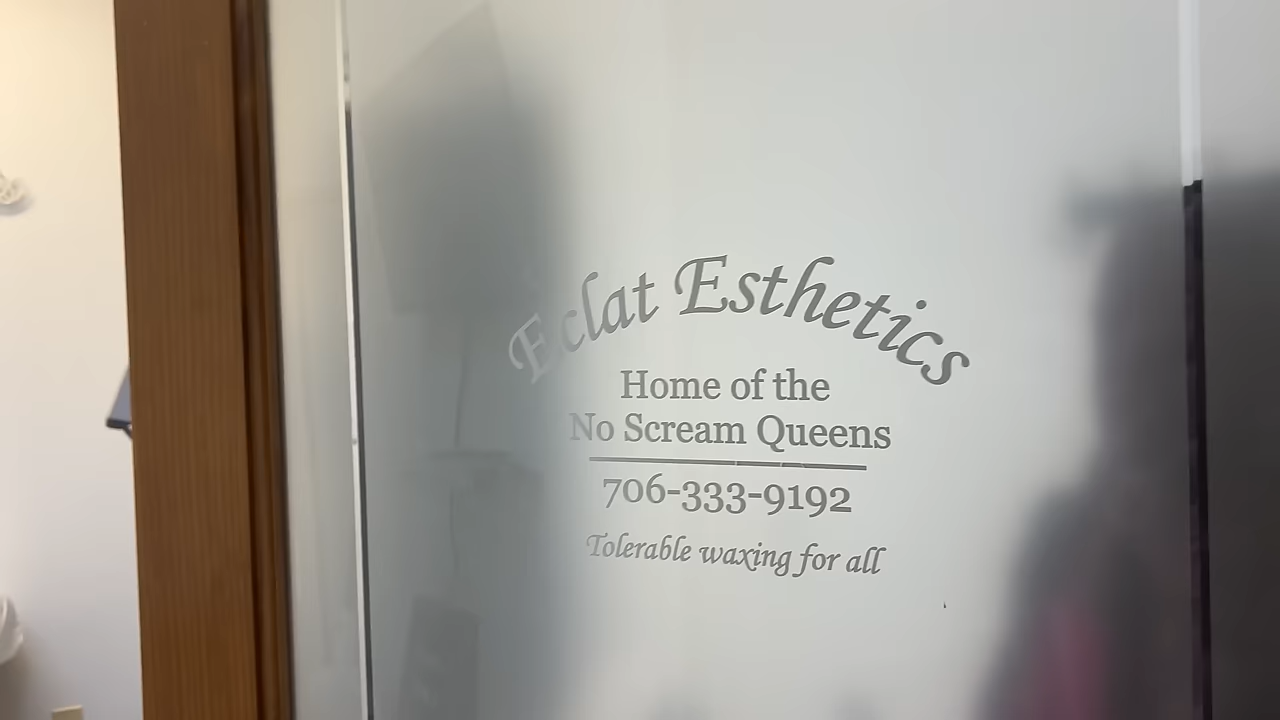 Eclat Esthetics
Home of the
No Scream Queens
706-333-9192
Tolerable waxing for all